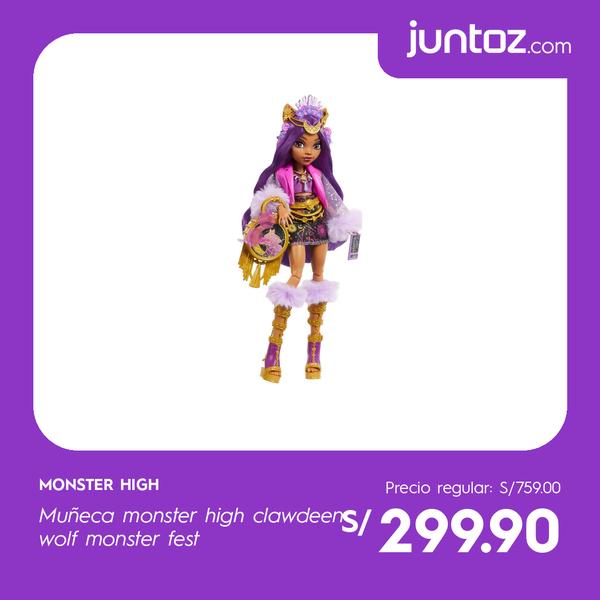 juntoz.com
MONSTER HIGH
Muñeca monster high clawdeen
wolf monster fest
Precio regular: S/759.00
S/ 299.90